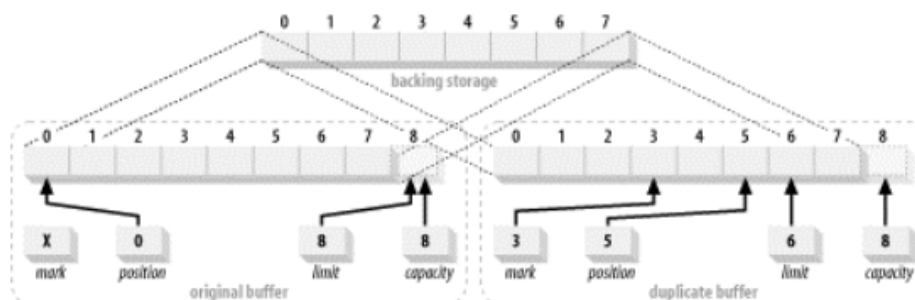 0 1 2 3 4 5 6 7
backing storage
0 1 2 3 4 5 6 7 8 0 1 2 3 4 5 6 7 8
X 0 8 8 3 5 6 8
mark position limit capacity mark position limit capacity
original buffer duplicate buffer